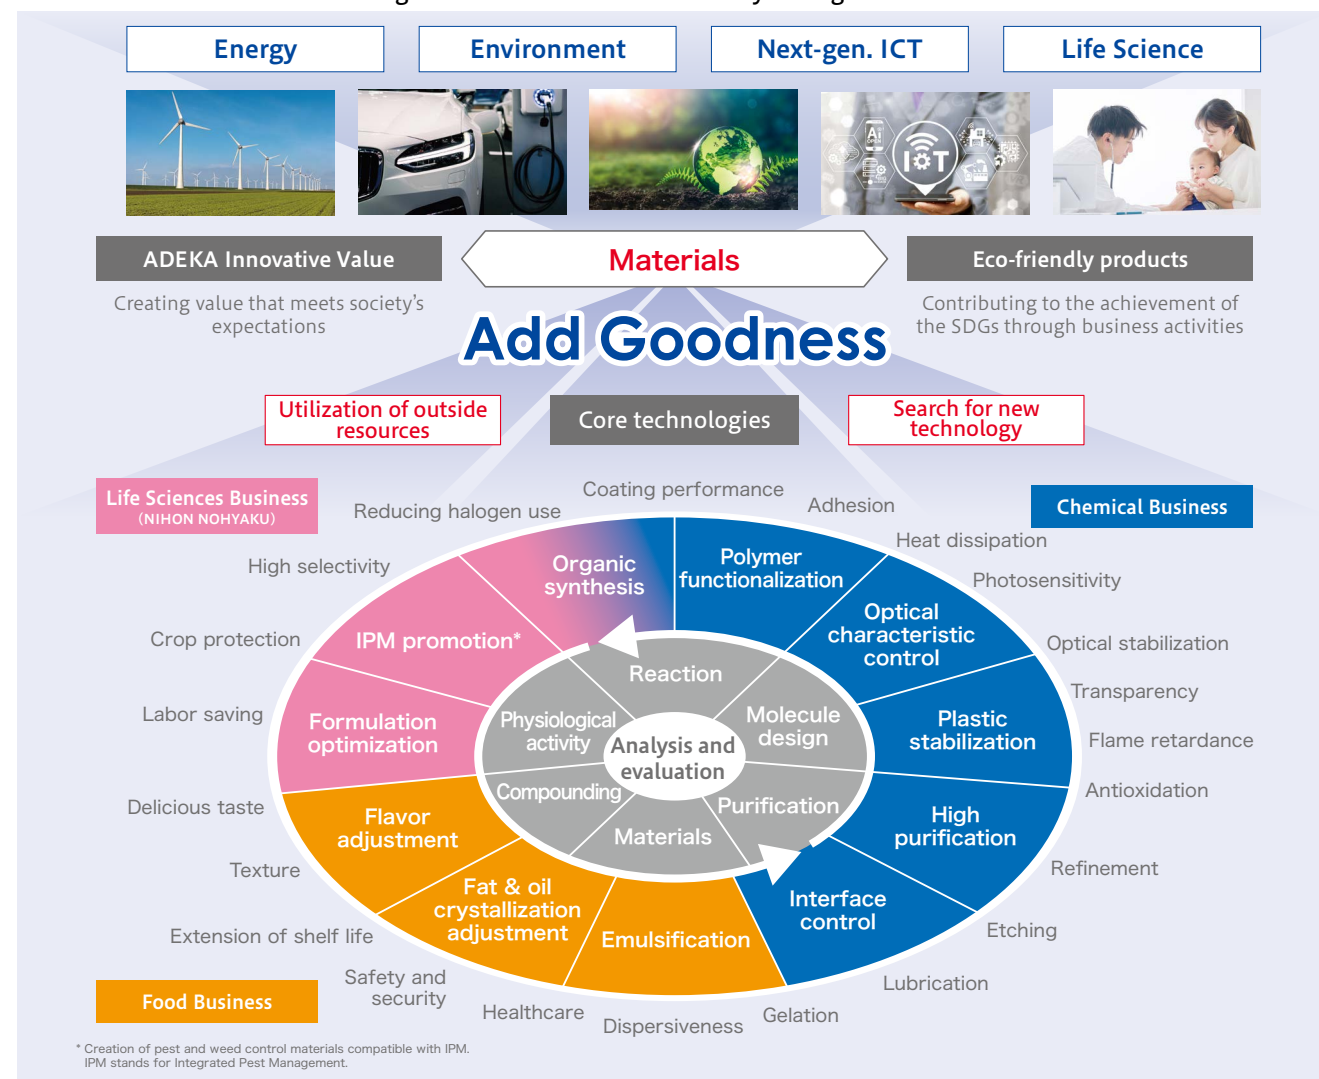 Energy
Environment
Next-gen. ICT
Life Science
Ai
OPEN
IoT
ADEKA Innovative Value
Materials
Eco-friendly products
Creating value that meets society's
expectations
Contributing to the achievement of
the SDGs through business activities
Add Goodness
Utilization of outside
resources
Core technologies
Search for new
technology
Life Sciences Business
(NIHON NOHYAKU)
Chemical Business
Coating performance
Reducing halogen use
Adhesion
Heat dissipation
High selectivity
Photosensitivity
Crop protection
Optical stabilization
Labor saving
Transparency
Flame retardance
Delicious taste
Antioxidation
Texture
Refinement
Extension of shelf life
Etching
Safety and
security
Lubrication
Healthcare
Dispersiveness
Gelation
Organic
synthesis
Polymer
functionalization
Optical
characteristic
control
Plastic
stabilization
High
purification
Interface
control
Emulsification
Fat & oil
crystallization
adjustment
Flavor
adjustment
Formulation
optimization
IPM promotion*
Reaction
Molecule
design
Purification
Materials
Compounding
Physiological
activity
Analysis and
evaluation
Food Business
* Creation of pest and weed control materials compatible with IPM.
IPM stands for Integrated Pest Management.